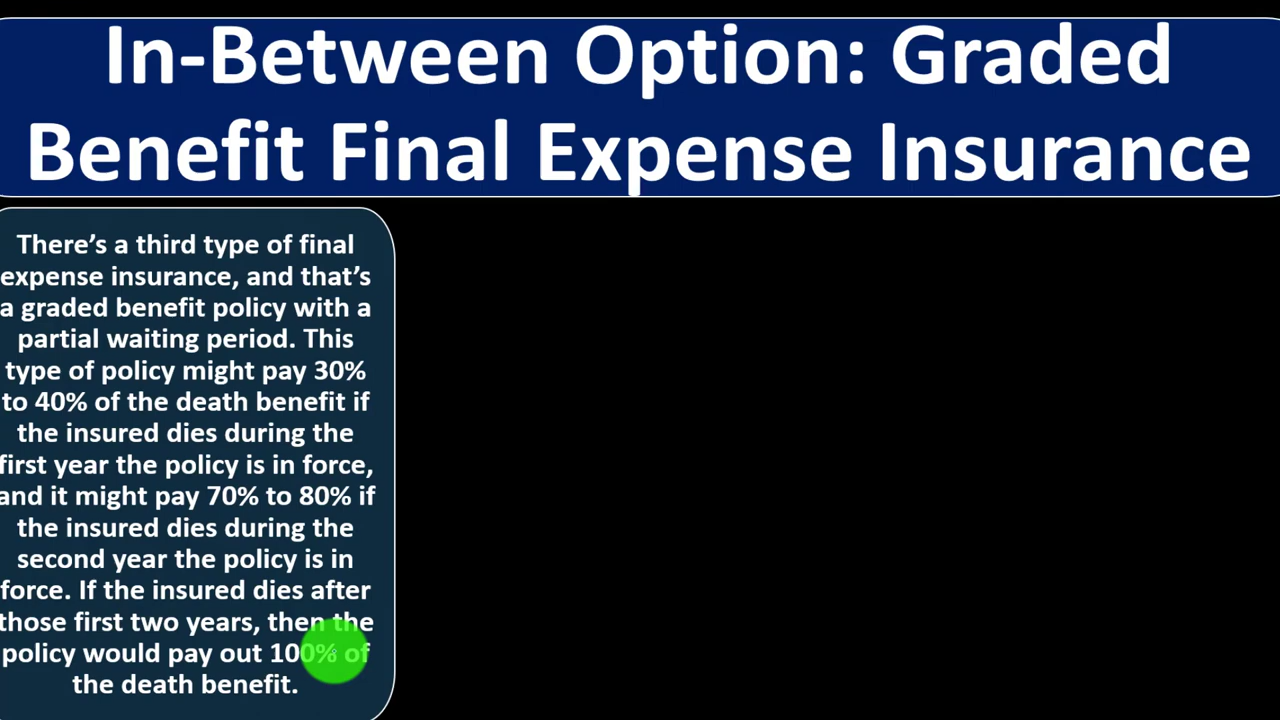 In-Between Option: Graded
Benefit Final Expense Insurance
There’s a third type of final
expense insurance, and that’s
a graded benefit policy with a
partial waiting period. This
type of policy might pay 30%
to 40% of the death benefit if
the insured dies during the
first year the policy is in force,
and it might pay 70% to 80% if
the insured dies during the
second year the policy is in
force. If the insured dies after
those first two years, then the
policy would pay out 100% of
the death benefit.